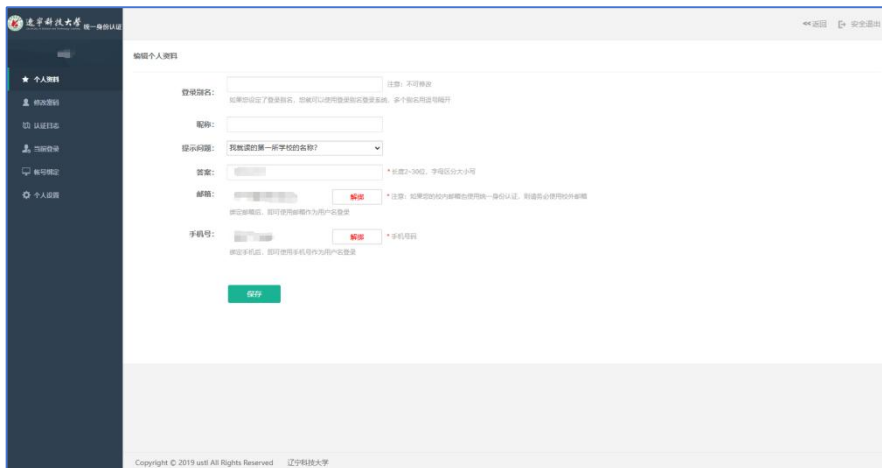 辽宁科技大学 统一身份认证
返回 安全退出
编辑个人资料
个人资料
修改密码
认证日志
当前登录
帐号绑定
个人设置
登录别名：
注意：不可修改
如果您设定了登录别名，您就可以使用登录别名登录系统，多个别名用逗号隔开
昵称：
提示问题： 我就读的第一所学校的名称？
答案： * 长度2~30位，字母区分大小写
邮箱： 解绑 * 注意：如果您的校内邮箱也使用统一身份认证，则请务必使用校外邮箱
绑定邮箱后，即可使用邮箱作为用户名登录
手机号： 解绑 * 手机号码
绑定手机后，即可使用手机号作为用户名登录
保存
Copyright © 2019 ustl All Rights Reserved 辽宁科技大学